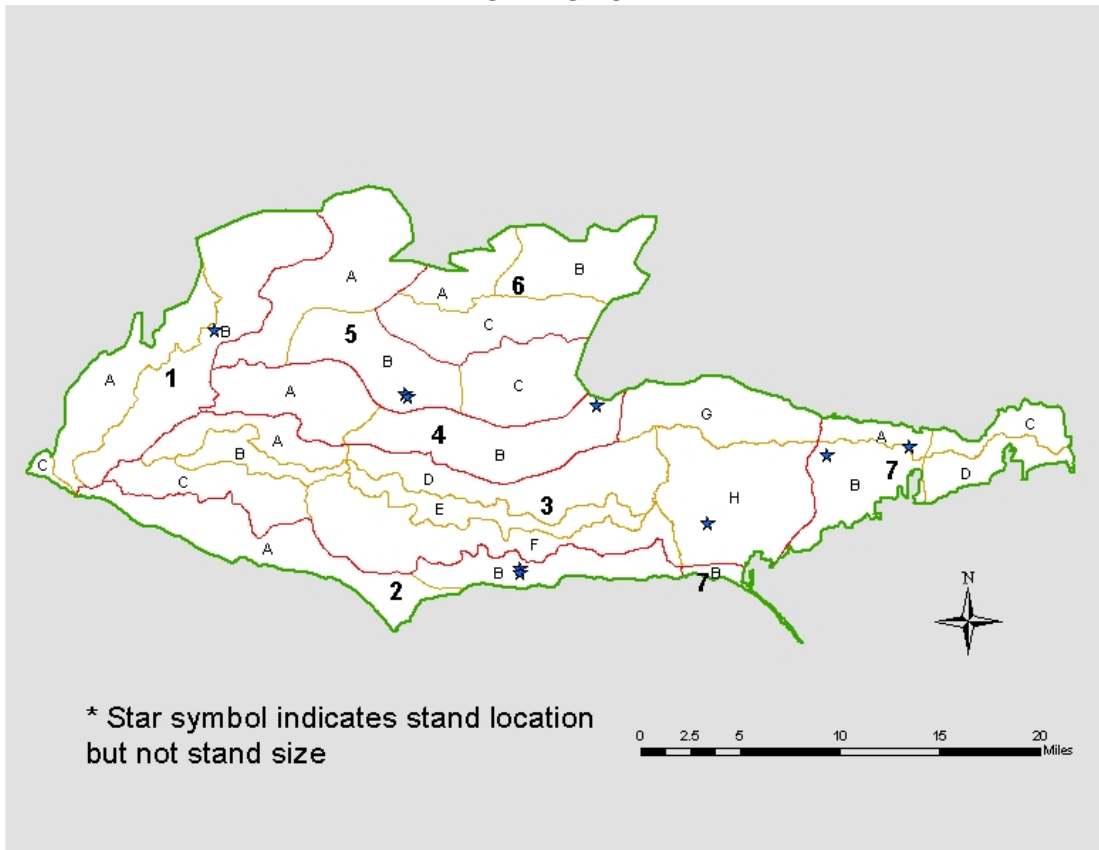 A
B
6
A
C
5
B
B
A
1
C
A
G
4
C
A
B
A
7
B
C
C
D
D
B
H
E
3
F
A
B
B
7
2
N
* Star symbol indicates stand location
but not stand size
0 2.5 5 10 15 20
Miles